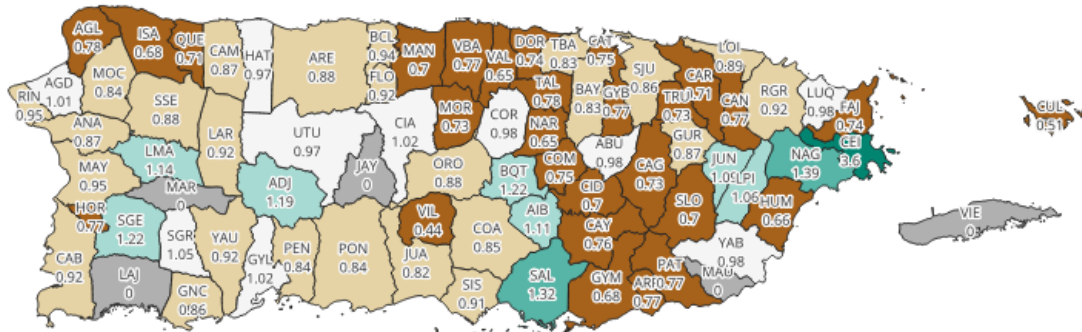 AGL
0.78
ISA
0.68
QUE
0.71
CAM
0.87
HAT
0.97
ARE
0.88
BCL
0.94
FLO
0.92
MAN
0.7
VBA
0.77
VAL
0.65
DOR
0.74
TBA
0.83
CAT
0.75
SJU
0.86
LOI
0.89
CAR
0.71
CAN
0.77
RGR
0.92
LUQ
0.98
FAJ
0.74
CUL
0.51
RIN
0.95
AGD
1.01
MOC
0.84
SSE
0.88
LAR
0.92
UTU
0.97
CIA
1.02
MOR
0.73
COR
0.98
TAL
0.78
NAR
0.65
BAY
0.83
GYB
0.77
TRU
0.73
GUR
0.87
CEI
3.6
NAG
1.39
ANA
0.87
LMA
1.14
MAY
0.95
MAR
0
ADJ
1.19
JAY
0
ORO
0.88
BQT
1.22
COM
0.75
ABU
0.98
CAG
0.73
JUN
1.09
LPI
1.06
HUM
0.66
HOR
0.77
SGE
1.22
SGR
1.05
YAU
0.92
GYL
1.02
PEN
0.84
PON
0.84
VIL
0.44
JUA
0.82
COA
0.85
AIB
1.11
CID
0.7
CAY
0.76
SLO
0.7
YAB
0.98
VIE
0
CAB
0.92
LAJ
0
GNC
0.86
SIS
0.91
SAL
1.32
GYM
0.68
0.77
PAT
0.77
MAU
0